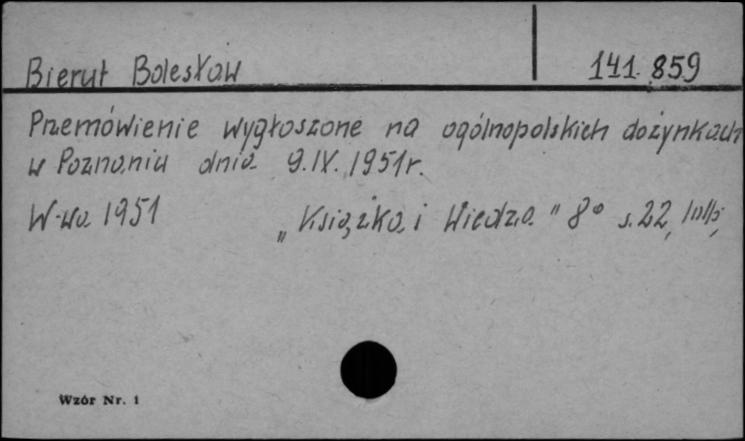 Bierut Bolesław 141.859
Przemówienie wygłoszone na ogólnopolskich dożynkach
w Poznaniu dnia 9.IX.1951r.
W-wa 1951 „Książka i Wiedza" 8° s.22,
Wzór Nr. 1